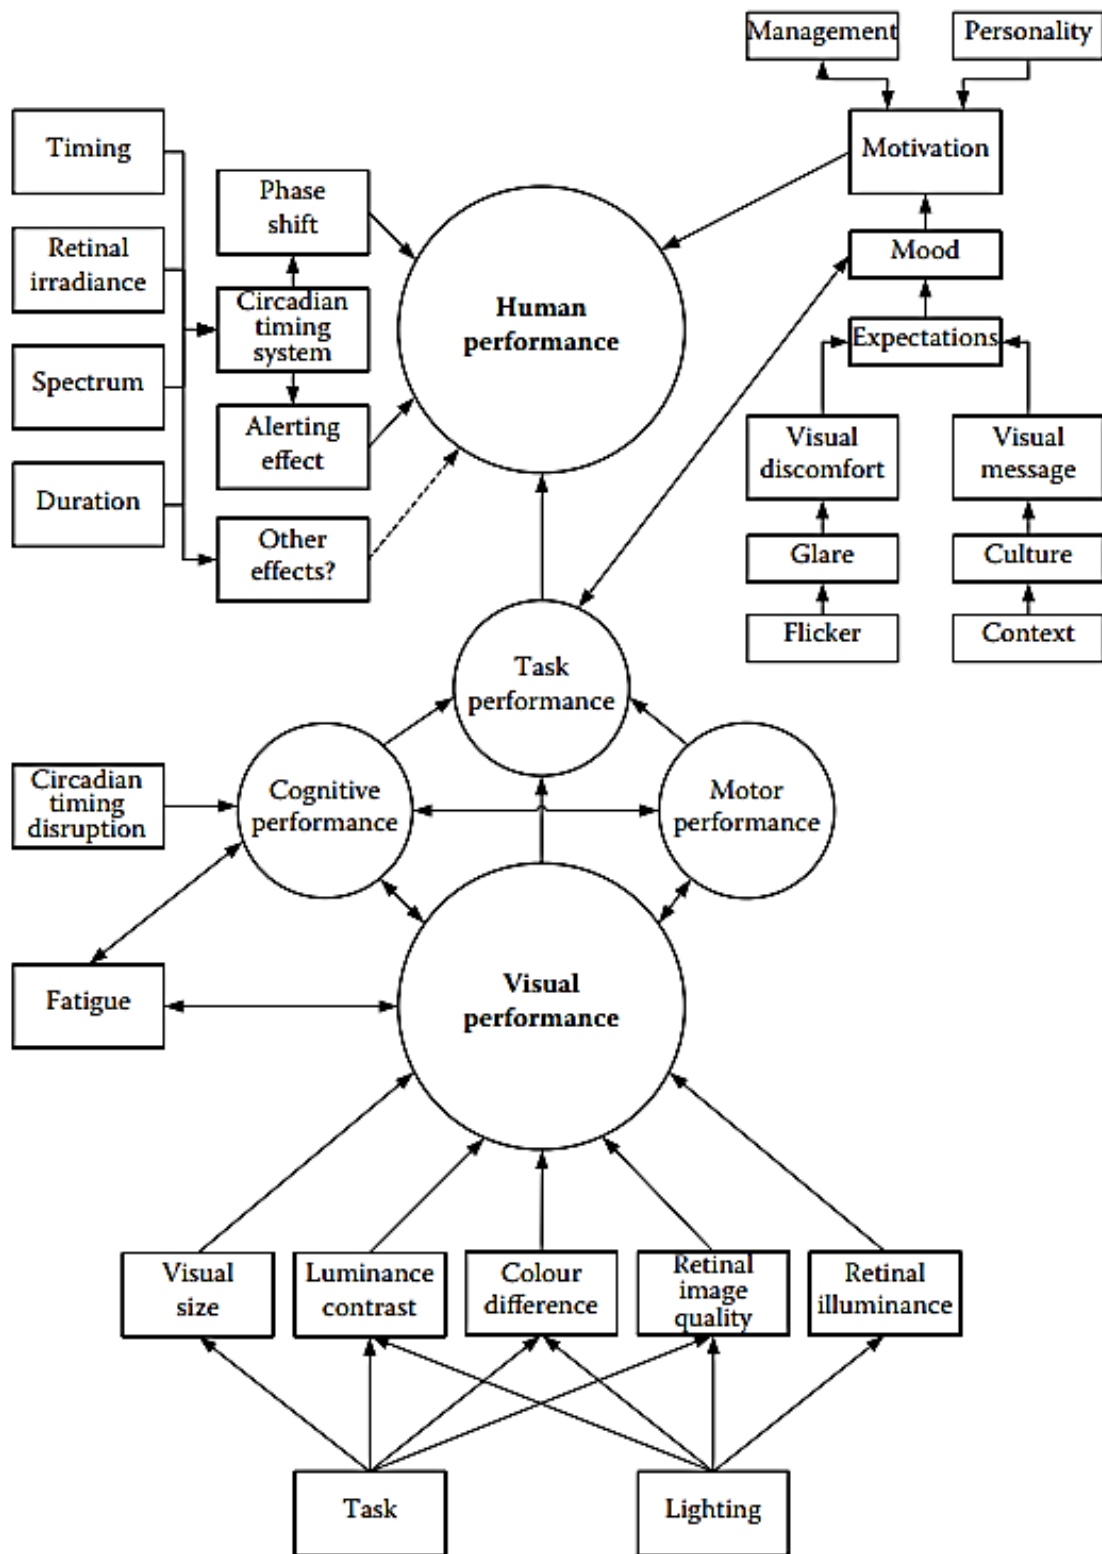 Management
Personality
Timing
Motivation
Phase
shift
Retinal
irradiance
Mood
Human
performance
Circadian
timing
system
Expectations
Spectrum
Alerting
effect
Visual
discomfort
Visual
message
Duration
Other
effects?
Glare
Culture
Flicker
Context
Task
performance
Circadian
timing
disruption
Cognitive
performance
Motor
performance
Fatigue
Visual
performance
Visual
size
Luminance
contrast
Colour
difference
Retinal
image
quality
Retinal
illuminance
Task
Lighting